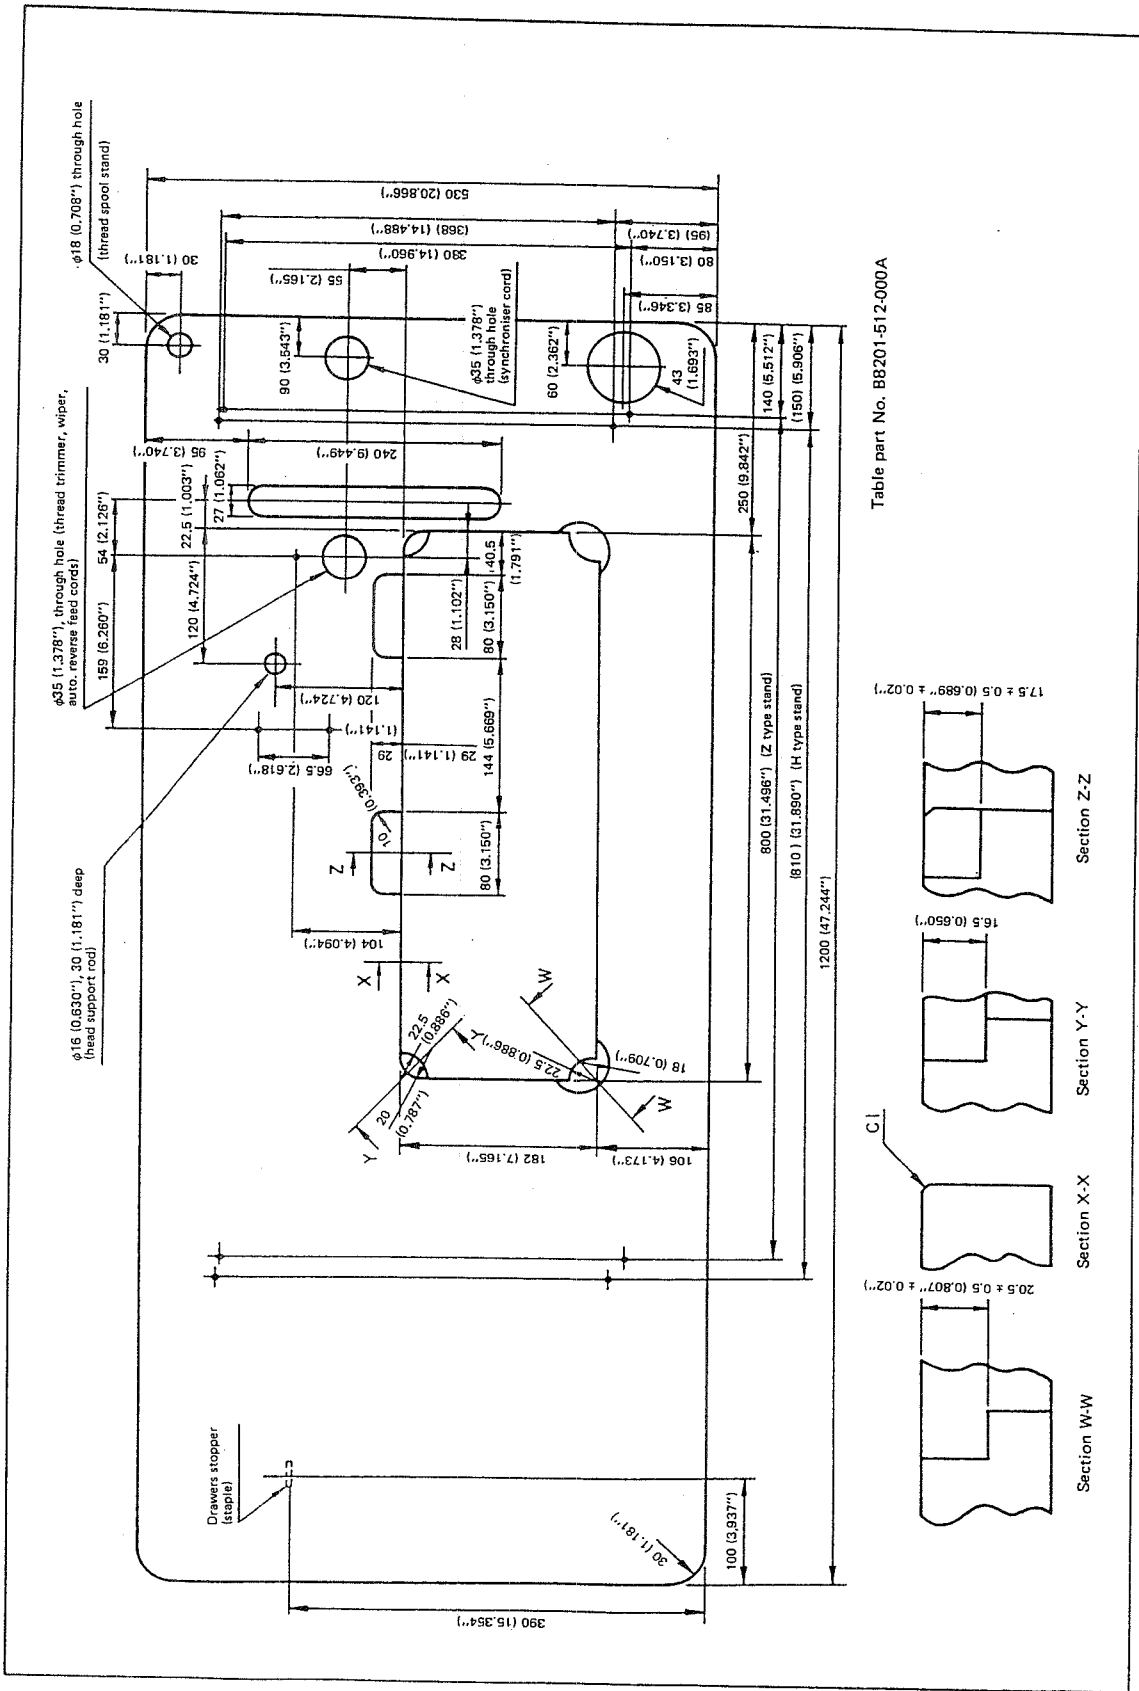 φ18 (0.708") through hole
(thread spool stand)
30 (1.181")
30 (1.181")
530 (20.866")
(368) (14.488")
380 (14.960")
(95) (3.740")
80 (3.150")
85 (3.346")
55 (2.165")
90 (3.543")
φ35 (1.378")
through hole
(synchroniser cord)
60 (2.362")
43
(1.693")
140 (5.512")
(150) (5.906")
250 (9.842")
φ35 (1.378"), through hole (thread trimmer, wiper,
auto. reverse feed cords)
95 (3.740")
240 (9.449")
27 (1.062")
22.5 (1.003")
54 (2.126")
159 (6.260")
120 (4.724")
120 (4.724")
66.5 (2.618")
29
(1.141")
29 (1.141")
40.5
(1.791")
28 (1.102")
80 (3.150")
144 (5.669")
80 (3.150")
10
(0.393")
Z
Z
104 (4.094")
X
X
φ16 (0.630"), 30 (1.181") deep
(head support rod)
22.5
(0.886")
20
(0.787")
Y
Y
W
W
22.5 (0.886")
18 (0.709")
182 (7.165")
106 (4.173")
800 (31.496") (Z type stand)
(810) (31.890") (H type stand)
1200 (47.244")
Drawers stopper
(staple)
30 (1.181")
100 (3,937")
390 (15.354")
Table part No. B8201-512-000A
20.5 ± 0.5 (0.807" ± 0.02")
Section W-W
C1
Section X-X
16.5 (0.650")
Section Y-Y
17.5 ± 0.5 (0.689" ± 0.02")
Section Z-Z